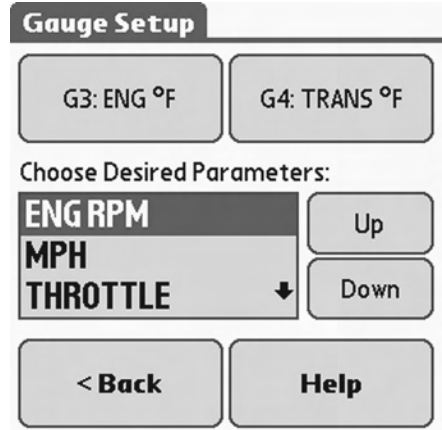 Gauge Setup
G3: ENG °F
G4: TRANS °F
Choose Desired Parameters:
ENG RPM
Up
MPH
THROTTLE
Down
< Back
Help